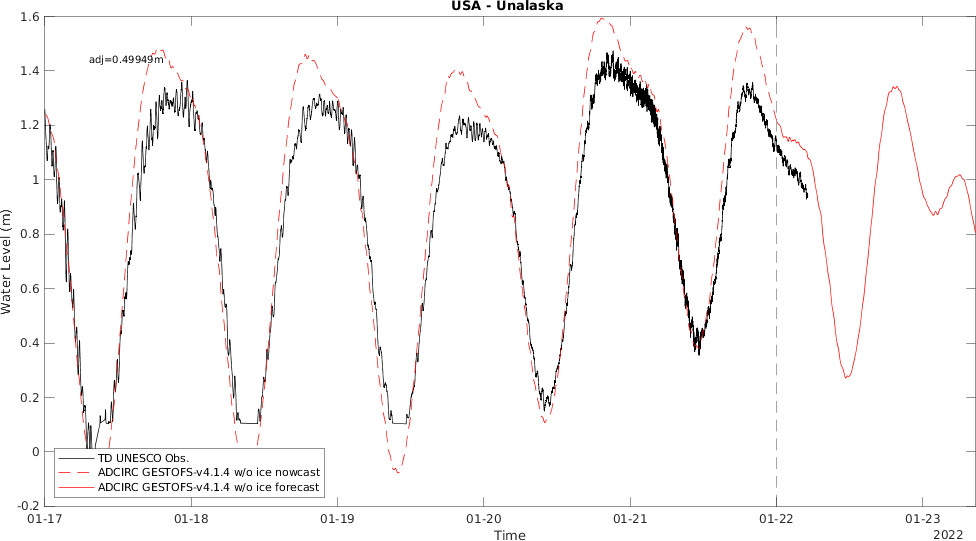 USA - Unalaska
adj=0.49949m
1.6
1.4
1.2
1
0.8
0.6
0.4
0.2
0
-0.2
Water Level (m)
TD UNESCO Obs.
ADCIRC GESTOFS-v4.1.4 w/o ice nowcast
ADCIRC GESTOFS-v4.1.4 w/o ice forecast
01-17 01-18 01-19 01-20 01-21 01-22 01-23
Time
2022